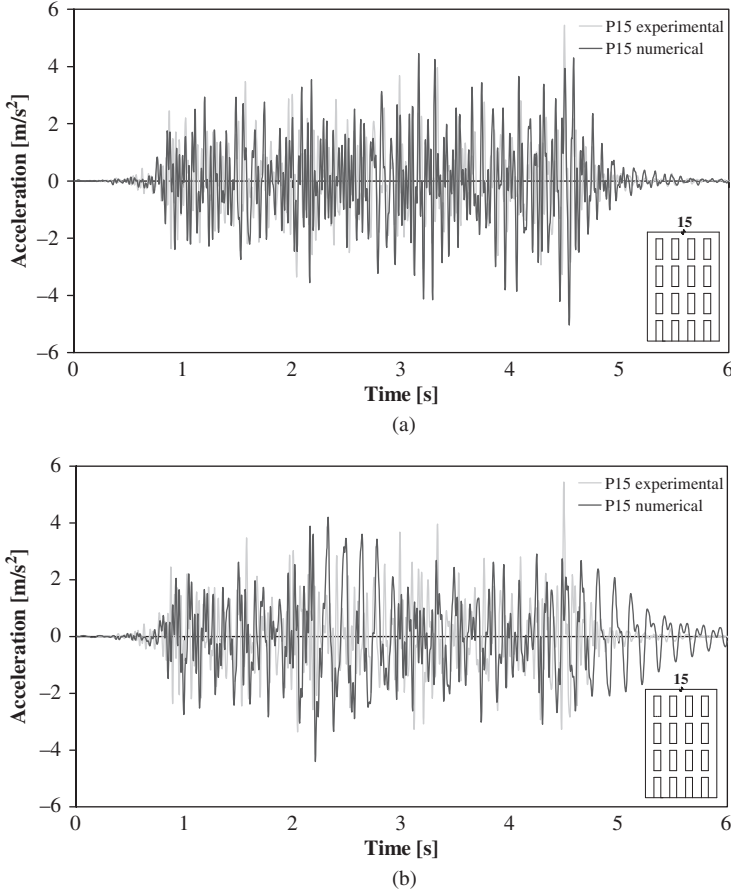 6
P15 experimental
P15 numerical
4
2
0
–2
–4
–6
Acceleration [m/s²]
15
0 1 2 3 4 5 6
Time [s]
(a)
6
P15 experimental
P15 numerical
4
2
0
–2
–4
–6
Acceleration [m/s²]
15
0 1 2 3 4 5 6
Time [s]
(b)